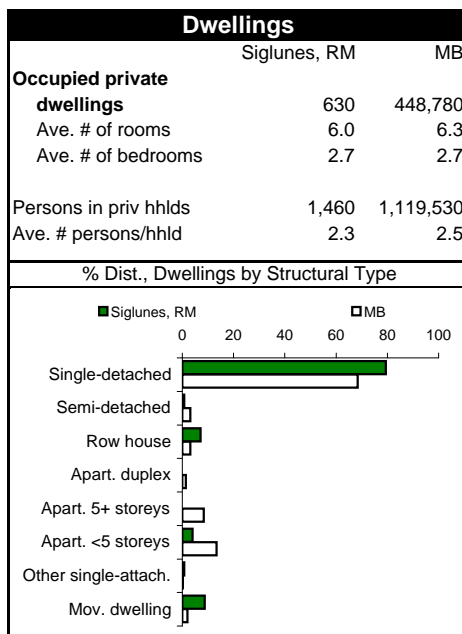 Dwellings
Siglunes, RM MB
Occupied private
dwellings 630 448,780
Ave. # of rooms 6.0 6.3
Ave. # of bedrooms 2.7 2.7
Persons in priv hhlds 1,460 1,119,530
Ave. # persons/hhld 2.3 2.5
% Dist., Dwellings by Structural Type
Siglunes, RM MB
0 20 40 60 80 100
Single-detached
Semi-detached
Row house
Apart. duplex
Apart. 5+ storeys
Apart. <5 storeys
Other single-attach.
Mov. dwelling